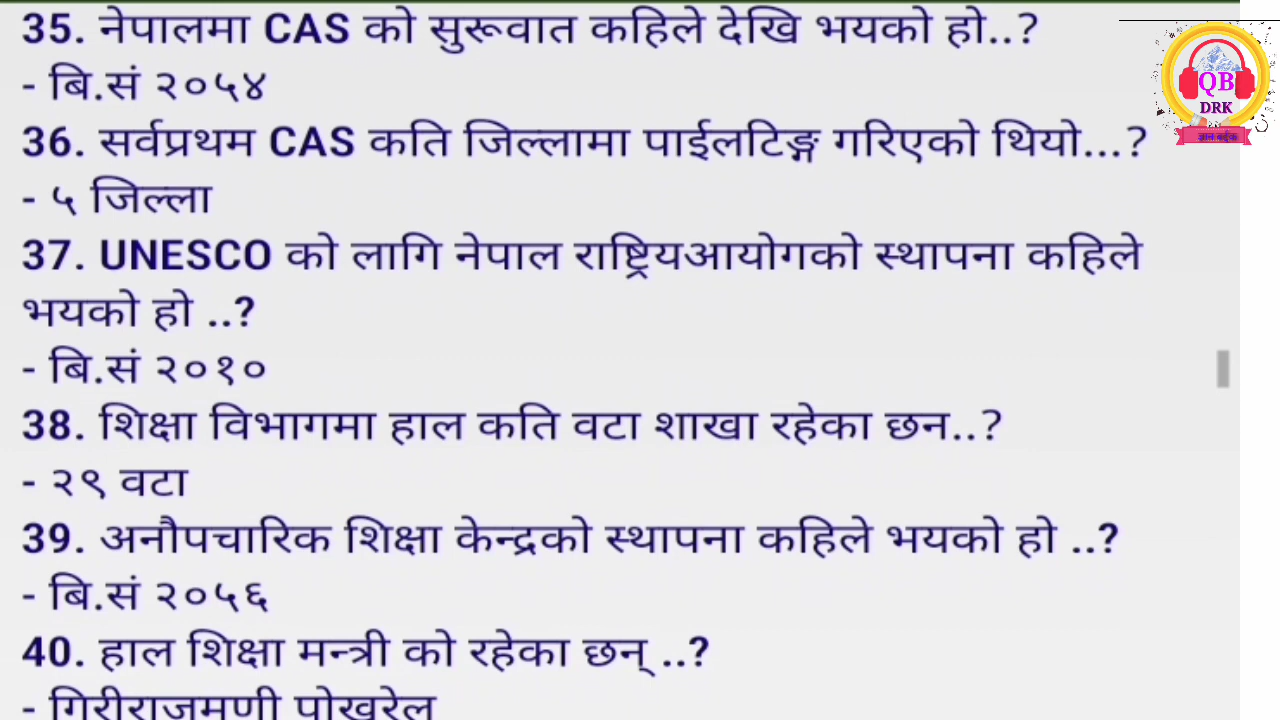 35. नेपालमा CAS को सुरूवात कहिले देखि भयको हो..?
- बि.सं २०५४
36. सर्वप्रथम CAS कति जिल्लामा पाईलटिङ्ग गरिएको थियो...?
- ५ जिल्ला
37. UNESCO को लागि नेपाल राष्ट्रियआयोगको स्थापना कहिले
भयको हो ..?
- बि.सं २०१०
38. शिक्षा विभागमा हाल कति वटा शाखा रहेका छन..?
- २९ वटा
39. अनौपचारिक शिक्षा केन्द्रको स्थापना कहिले भयको हो ..?
- बि.सं २०५६
40. हाल शिक्षा मन्त्री को रहेका छन् ..?
- गिरीराजमणी पोखरेल
QB
DRK